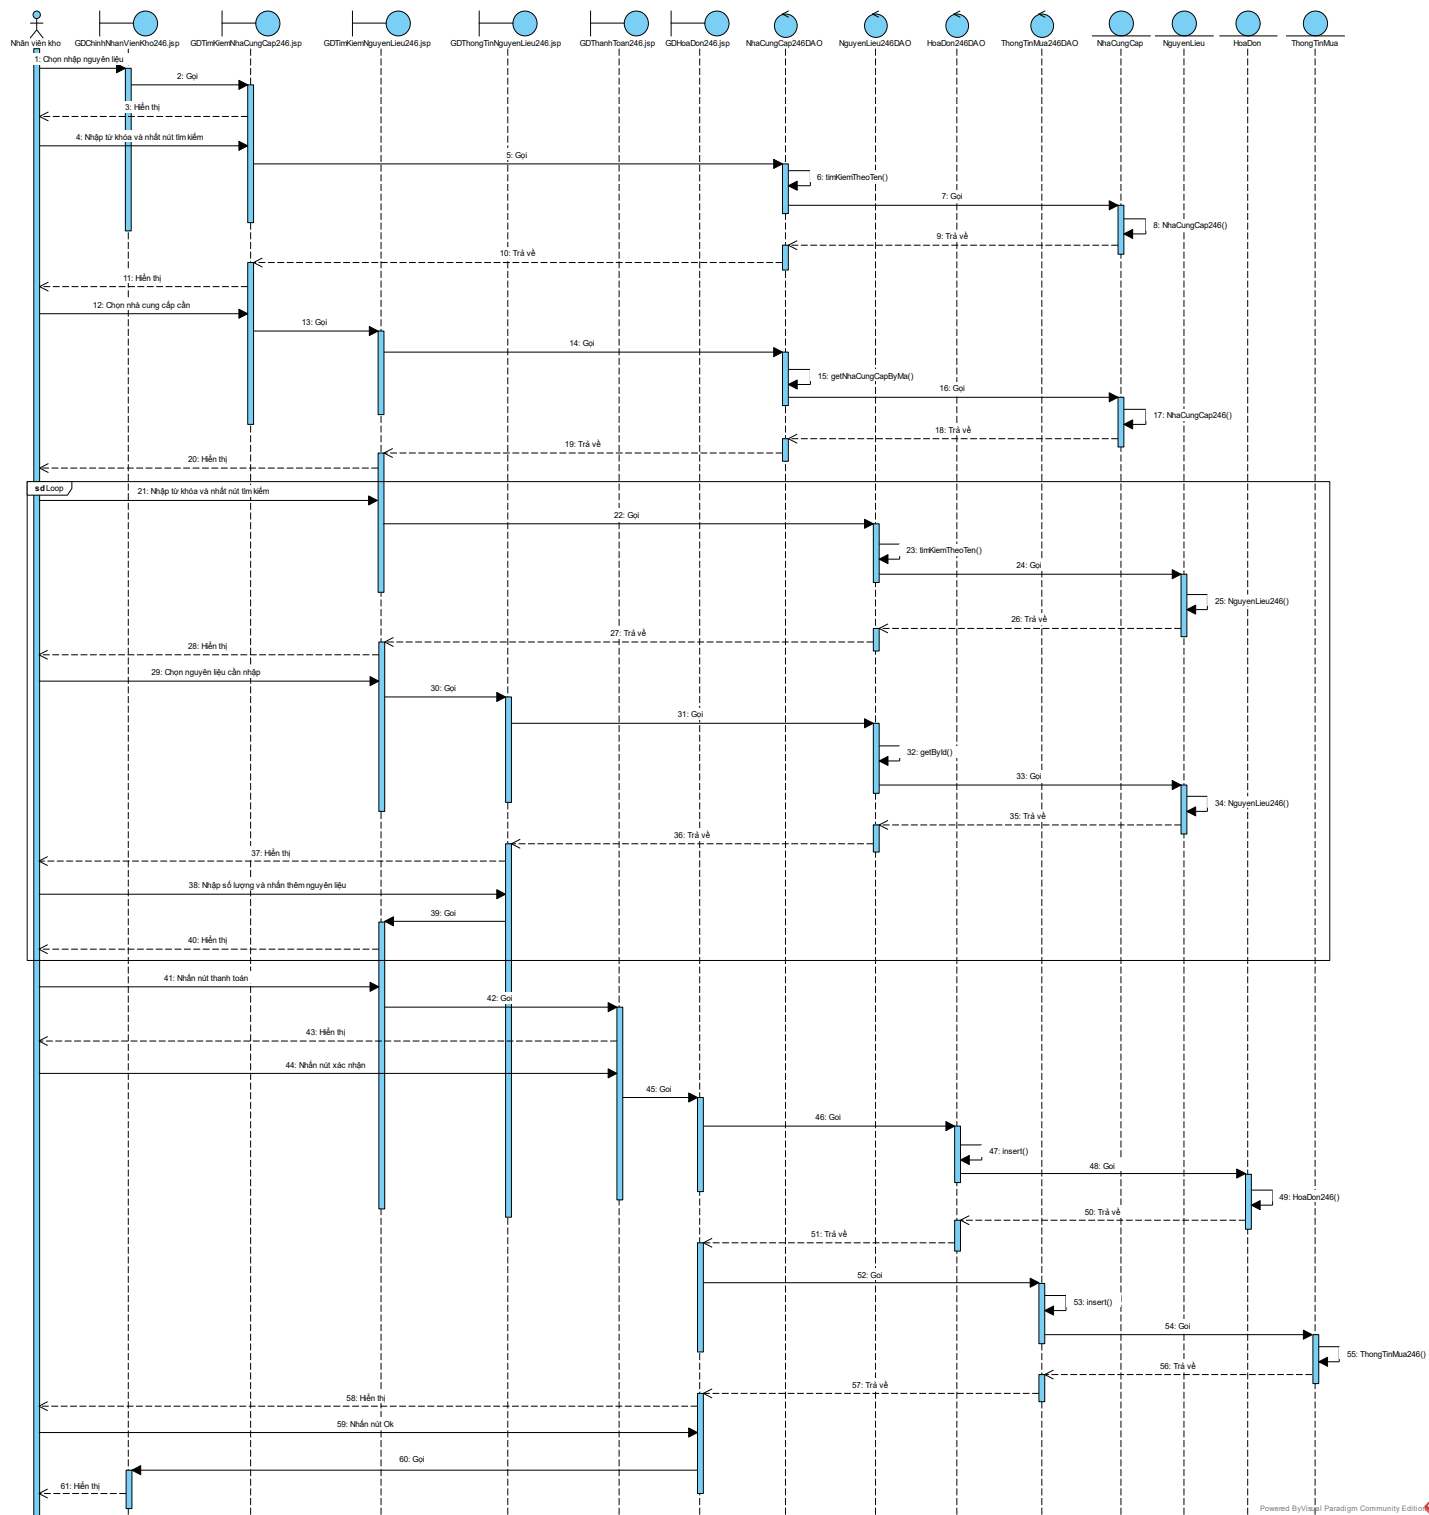 Nhân viên kho
GDChinhNhanVienKho246.jsp
GDTimKiemNhaCungCap246.jsp
GDTimKiemNguyenLieu246.jsp
GDThongTinNguyenLieu246.jsp
GDThanhToan246.jsp
GDHoaDon246.jsp
NhaCungCap246DAO
NguyenLieu246DAO
HoaDon246DAO
ThongTinMua246DAO
NhaCungCap
NguyenLieu
HoaDon
ThongTinMua
1: Chọn nhập nguyên liệu
2: Gọi
3: Hiển thị
4: Nhập từ khóa và nhất nút tìm kiếm
5: Gọi
6: timKiemTheoTen()
7: Gọi
8: NhaCungCap246()
9: Trả về
10: Trả về
11: Hiển thị
12: Chọn nhà cung cấp cần
13: Gọi
14: Gọi
15: getNhaCungCapByMa()
16: Gọi
17: NhaCungCap246()
18: Trả về
19: Trả về
20: Hiển thị
sd Loop
21: Nhập từ khóa và nhất nút tìm kiếm
22: Gọi
23: timKiemTheoTen()
24: Gọi
25: NguyenLieu246()
26: Trả về
27: Trả về
28: Hiển thị
29: Chọn nguyên liệu cần nhập
30: Gọi
31: Gọi
32: getById()
33: Gọi
34: NguyenLieu246()
35: Trả về
36: Trả về
37: Hiển thị
38: Nhập số lượng và nhấn thêm nguyên liệu
39: Goi
40: Hiển thị
41: Nhấn nút thanh toán
42: Goi
43: Hiển thị
44: Nhấn nút xác nhận
45: Goi
46: Goi
47: insert()
48: Goi
49: HoaDon246()
50: Trả về
51: Trả về
52: Goi
53: insert()
54: Goi
55: ThongTinMua246()
56: Trả về
57: Trả về
58: Hiển thị
59: Nhấn nút Ok
60: Gọi
61: Hiển thị
Powered By Visual Paradigm Community Edition